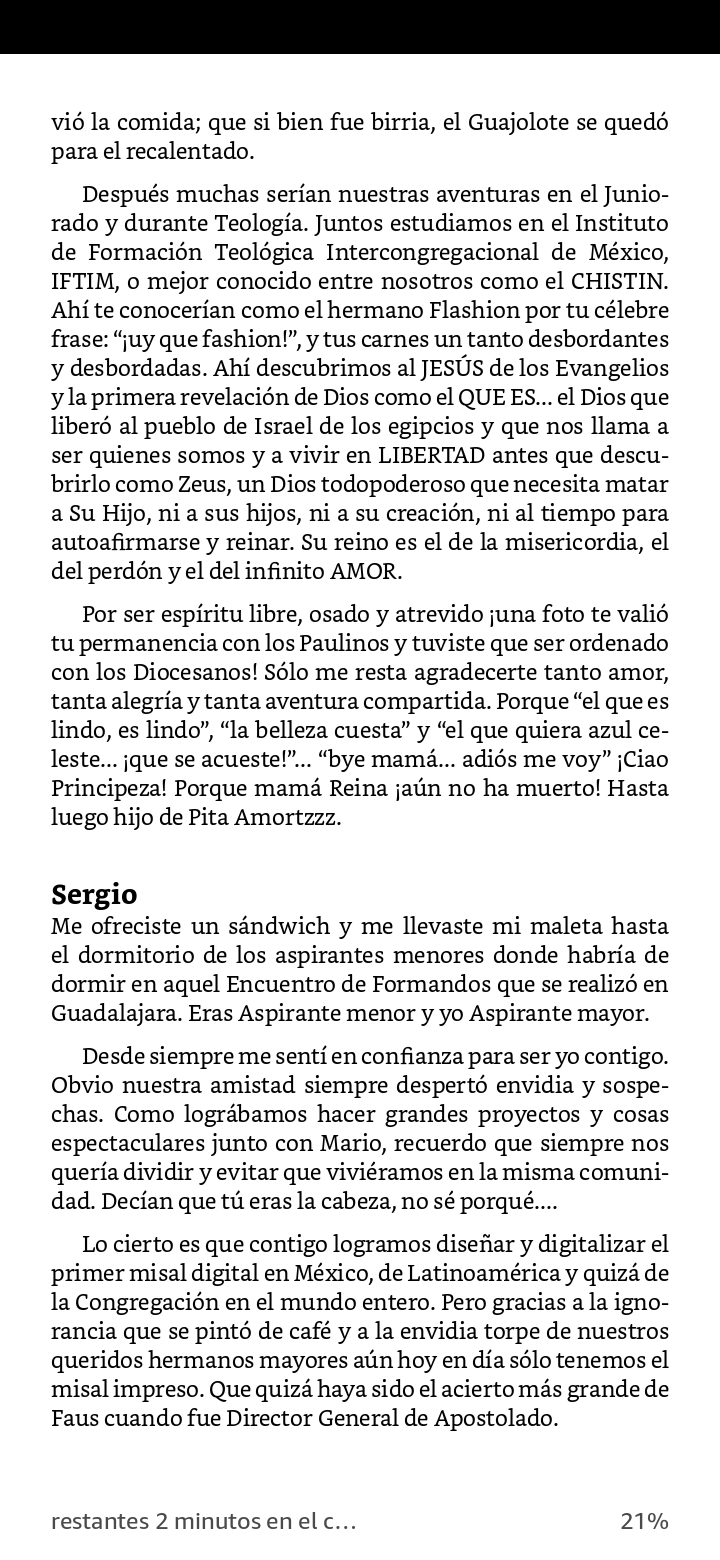 vió la comida; que si bien fue birria, el Guajolote se quedó
para el recalentado.
Después muchas serían nuestras aventuras en el Junio-
rado y durante Teología. Juntos estudiamos en el Instituto
de Formación Teológica Intercongregacional de México,
IFTIM, o mejor conocido entre nosotros como el CHISTIN.
Ahí te conocerían como el hermano Flashion por tu célebre
frase: “¡uy que fashion!”, y tus carnes un tanto desbordantes
y desbordadas. Ahí descubrimos al JESÚS de los Evangelios
y la primera revelación de Dios como el QUE ES... el Dios que
liberó al pueblo de Israel de los egipcios y que nos llama a
ser quienes somos y a vivir en LIBERTAD antes que descu-
brirlo como Zeus, un Dios todopoderoso que necesita matar
a Su Hijo, ni a sus hijos, ni a su creación, ni al tiempo para
autoafirmarse y reinar. Su reino es el de la misericordia, el
del perdón y el del infinito AMOR.
Por ser espíritu libre, osado y atrevido ¡una foto te valió
tu permanencia con los Paulinos y tuviste que ser ordenado
con los Diocesanos! Sólo me resta agradecerte tanto amor,
tanta alegría y tanta aventura compartida. Porque “el que es
lindo, es lindo”, “la belleza cuesta” y “el que quiera azul ce-
leste... ¡que se acueste!”... “bye mamá... adiós me voy” ¡Ciao
Principeza! Porque mamá Reina ¡aún no ha muerto! Hasta
luego hijo de Pita Amortzzz.
Sergio
Me ofreciste un sándwich y me llevaste mi maleta hasta
el dormitorio de los aspirantes menores donde habría de
dormir en aquel Encuentro de Formandos que se realizó en
Guadalajara. Eras Aspirante menor y yo Aspirante mayor.
Desde siempre me sentí en confianza para ser yo contigo.
Obvio nuestra amistad siempre despertó envidia y sospe-
chas. Como lográbamos hacer grandes proyectos y cosas
espectaculares junto con Mario, recuerdo que siempre nos
quería dividir y evitar que viviéramos en la misma comuni-
dad. Decían que tú eras la cabeza, no sé porqué....
Lo cierto es que contigo logramos diseñar y digitalizar el
primer misal digital en México, de Latinoamérica y quizá de
la Congregación en el mundo entero. Pero gracias a la igno-
rancia que se pintó de café y a la envidia torpe de nuestros
queridos hermanos mayores aún hoy en día sólo tenemos el
misal impreso. Que quizá haya sido el acierto más grande de
Faus cuando fue Director General de Apostolado.
restantes 2 minutos en el c... 21%